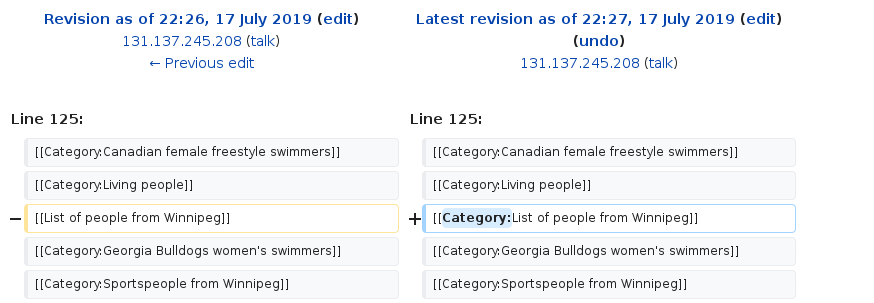 Revision as of 22:26, 17 July 2019 (edit)
131.137.245.208 (talk)
← Previous edit
Latest revision as of 22:27, 17 July 2019 (edit)
(undo)
131.137.245.208 (talk)
Line 125:
Line 125:
[[Category:Canadian female freestyle swimmers]]
[[Category:Canadian female freestyle swimmers]]
[[Category:Living people]]
[[Category:Living people]]
− [[List of people from Winnipeg]]
+ [[Category:List of people from Winnipeg]]
[[Category:Georgia Bulldogs women's swimmers]]
[[Category:Georgia Bulldogs women's swimmers]]
[[Category:Sportspeople from Winnipeg]]
[[Category:Sportspeople from Winnipeg]]